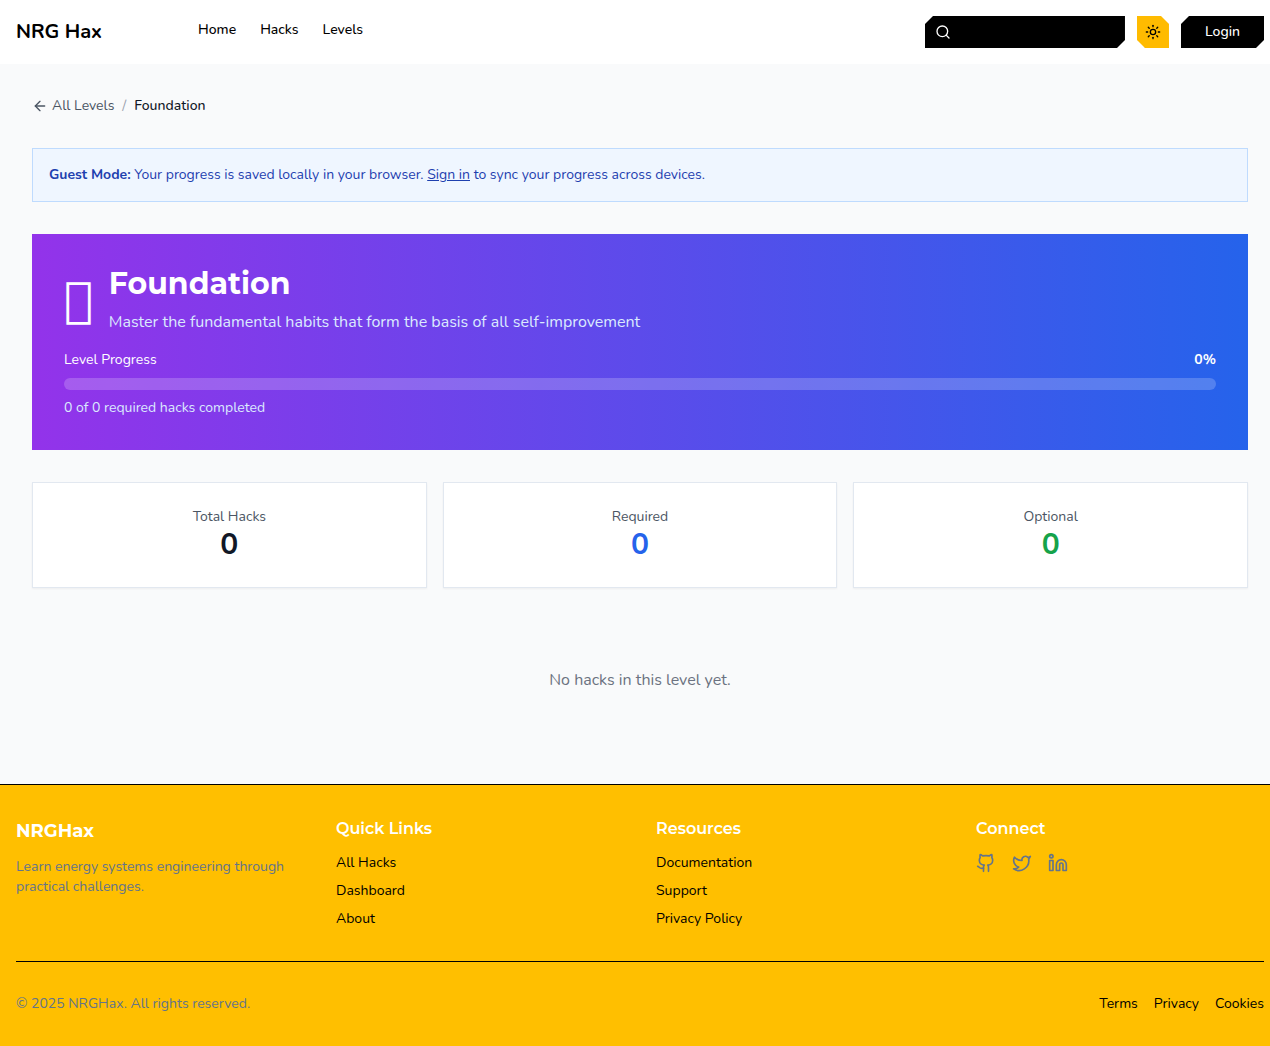 NRG Hax
Home Hacks Levels
Login
All Levels / Foundation
Guest Mode: Your progress is saved locally in your browser. Sign in to sync your progress across devices.
Foundation
Master the fundamental habits that form the basis of all self-improvement
Level Progress 0%
0 of 0 required hacks completed
Total Hacks
0
Required
0
Optional
0
No hacks in this level yet.
NRGHax
Learn energy systems engineering through
practical challenges.
Quick Links
All Hacks
Dashboard
About
Resources
Documentation
Support
Privacy Policy
Connect
© 2025 NRGHax. All rights reserved.
Terms Privacy Cookies